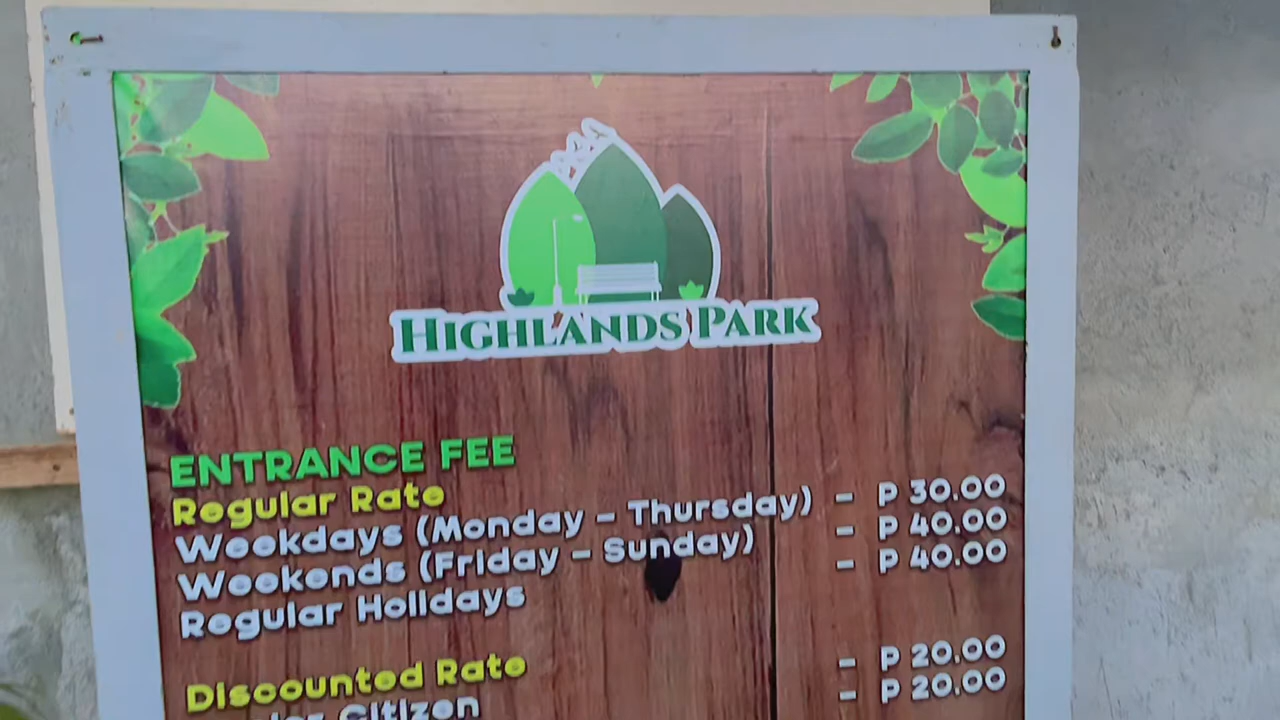 HIGHLANDS PARK
ENTRANCE FEE
Regular Rate
Weekdays (Monday - Thursday) - P 30.00
Weekends (Friday - Sunday) - P 40.00
Regular Holidays - P 40.00
Discounted Rate
Citizen - P 20.00
- P 20.00